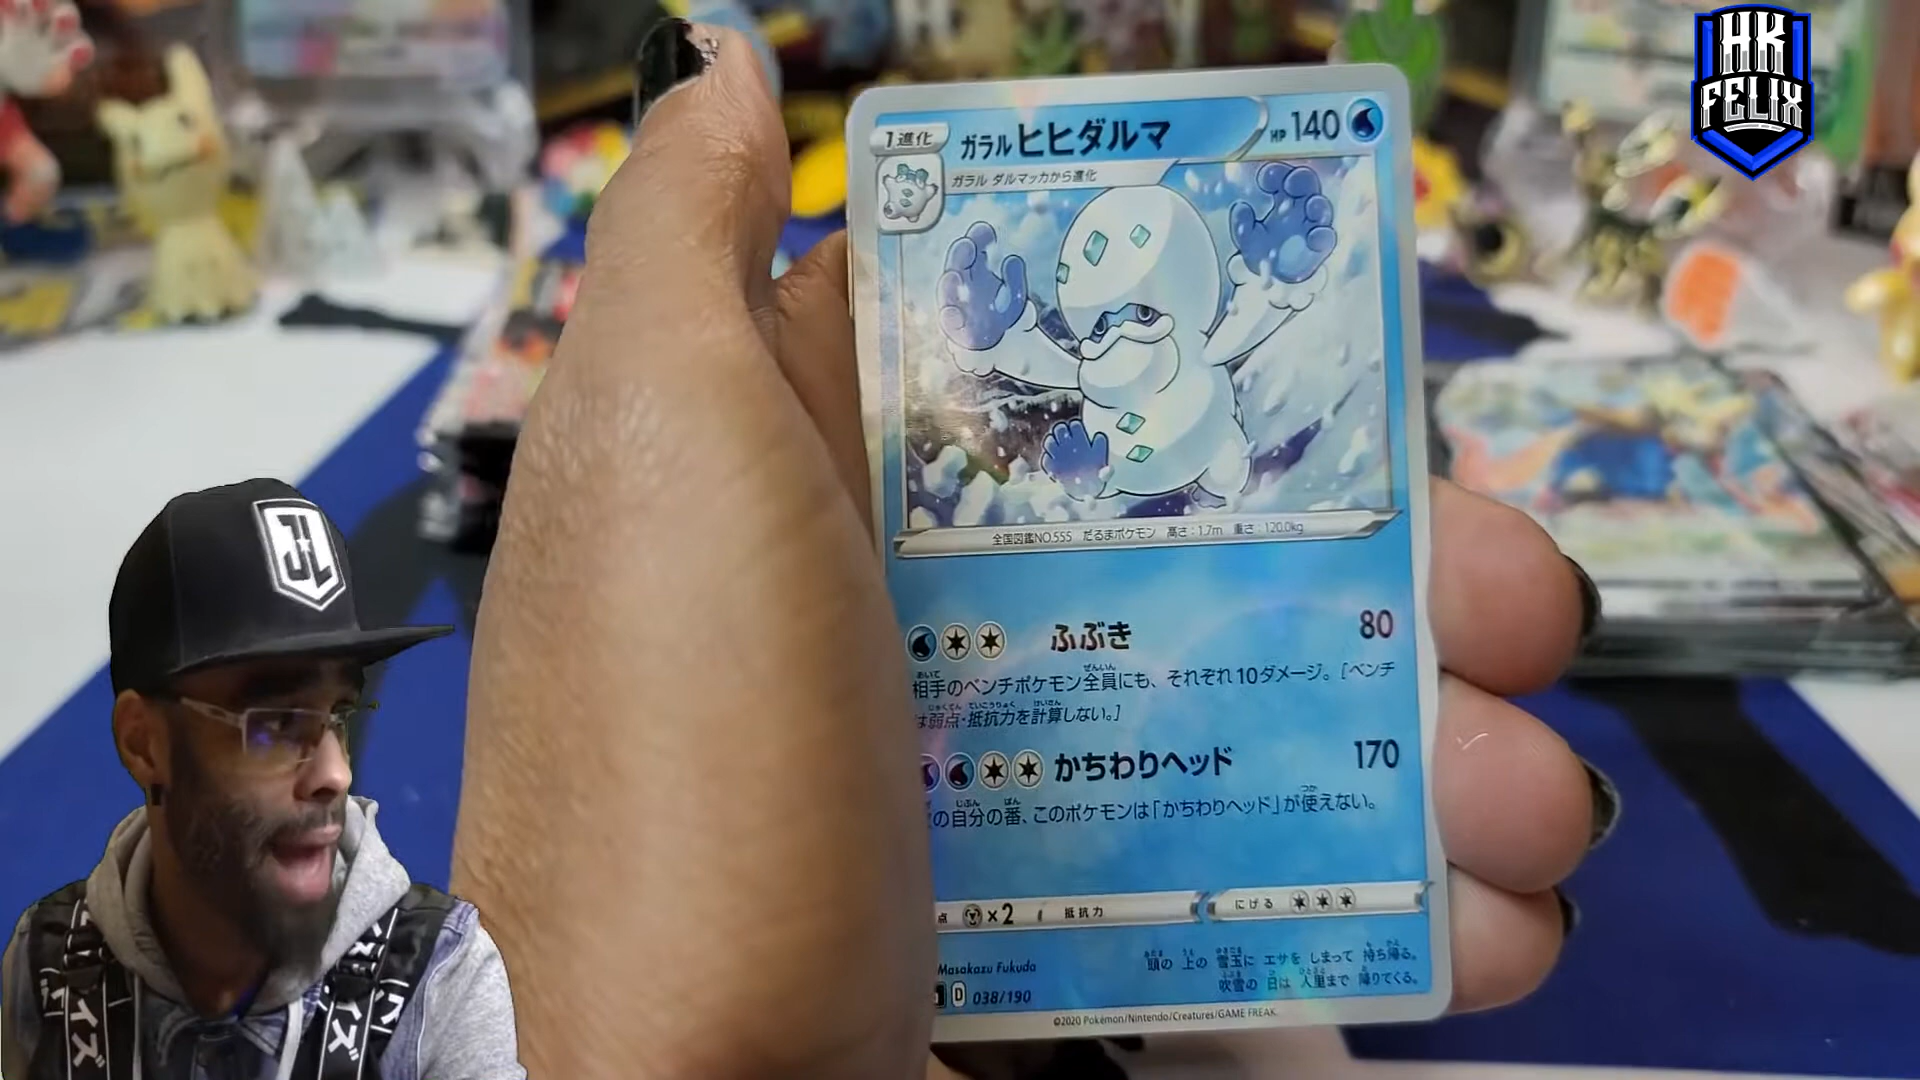 HK
FELIX
1進化
ガラル ヒヒダルマ
HP 140
ガラル ダルマッカから進化
全国図鑑NO.555 だるまポケモン 高さ:1.7m 重さ:120.0kg
ふぶき 80
相手のベンチポケモン全員にも、それぞれ10ダメージ。[ベンチ
は弱点・抵抗力を計算しない。]
かちわりヘッド 170
の自分の番、このポケモンは「かちわりヘッド」が使えない。
点 ×2 抵抗力 にげる
頭の 上の 雪玉に エサを しまって 持ち帰る。
吹雪の 日は 人里まで 降りてくる。
Masakazu Fukuda
D 038/190
©2020 Pokémon/Nintendo/Creatures/GAME FREAK.
JL